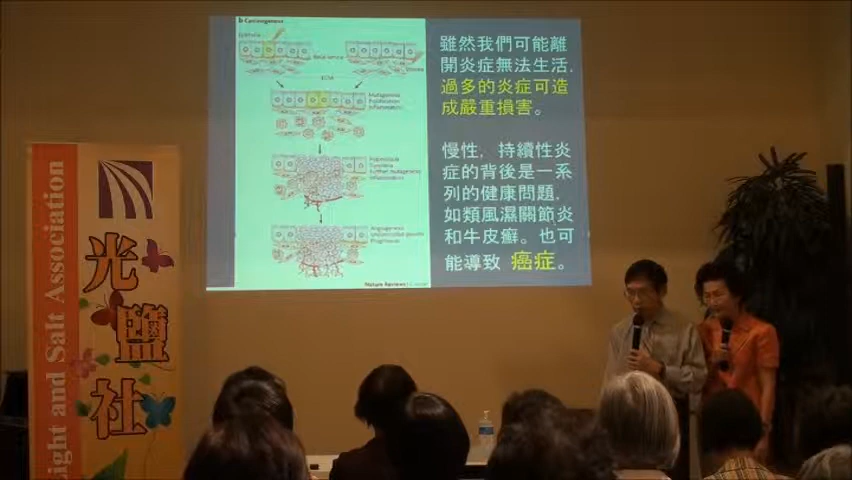 Light and Salt Association
光
鹽
社
b Carcinogenesis
ECM
Angiogenesis
Nature Reviews
雖然我們可能離
開炎症無法生活,
過多的炎症可造
成嚴重損害。
慢性, 持續性炎
症的背後是一系
列的健康問題,
如類風濕關節炎
和牛皮癬。也可
能導致 癌症。